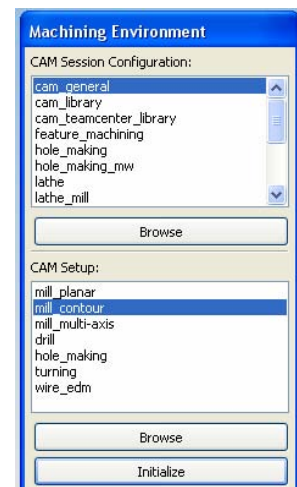 Machining Environment
CAM Session Configuration:
cam_general
cam_library
cam_teamcenter_library
feature_machining
hole_making
hole_making_mw
lathe
lathe_mill
Browse
CAM Setup:
mill_planar
mill_contour
mill_multi-axis
drill
hole_making
turning
wire_edm
Browse
Initialize